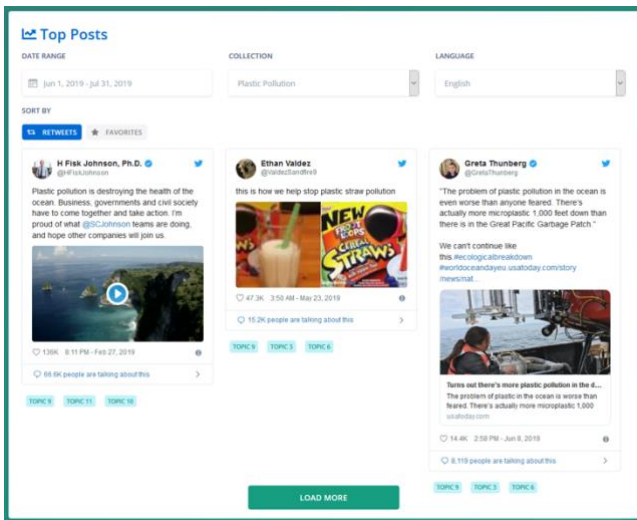 Top Posts
DATE RANGE
COLLECTION
LANGUAGE
Jun 1, 2019 - Jul 31, 2019
Plastic Pollution
English
SORT BY
RETWEETS
FAVORITES
H Fisk Johnson, Ph.D.
@HFiskJohnson
Plastic pollution is destroying the health of the
ocean. Business, governments and civil society
have to come together and take action. I'm
proud of what @SCJohnson teams are doing,
and hope other companies will join us.
136K 8:11 PM - Feb 27, 2019
66.6K people are talking about this
TOPIC 9 TOPIC 11 TOPIC 10
Ethan Valdez
@ValdezSandfire9
this is how we help stop plastic straw pollution
NEW
FROOT
LOOPS
CEREAL
STRAWS
47.3K 3:50 AM - May 23, 2019
15.2K people are talking about this
TOPIC 9 TOPIC 3 TOPIC 6
Greta Thunberg
@GretaThunberg
"The problem of plastic pollution in the ocean is
even worse than anyone feared. There's
actually more microplastic 1,000 feet down than
there is in the Great Pacific Garbage Patch."
We can't continue like
this.#ecologicalbreakdown
#worldoceandayeu.usatoday.com/story
/news/nat...
Turns out there's more plastic pollution in the d...
The problem of plastic in the ocean is worse than
feared. There's actually more microplastic 1,000
usatoday.com
14.4K 2:58 PM - Jun 8, 2019
8,119 people are talking about this
TOPIC 9 TOPIC 3 TOPIC 6
LOAD MORE